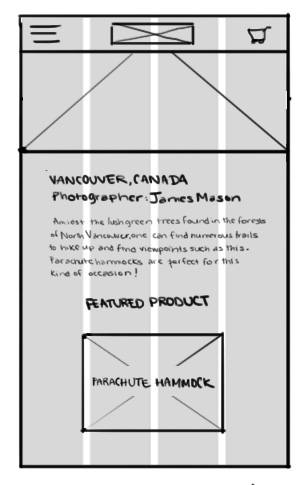 VANCOUVER, CANADA
Photographer: James Mason
Amiost the lush green trees found in the forests
of North Vancouver, one can find numerous trails
to hike up and find viewpoints such as this.
Parachute hammocks are perfect for this
kind of occasion!
FEATURED PRODUCT
PARACHUTE HAMMOCK